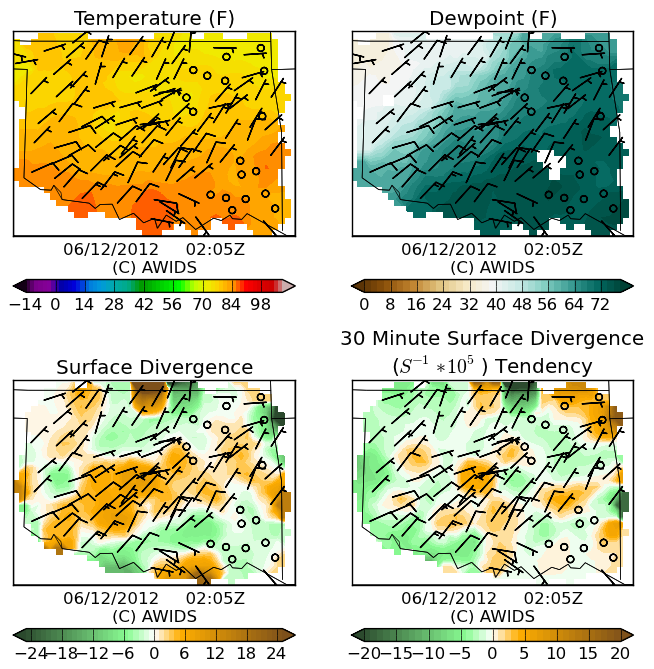 Temperature (F)
Dewpoint (F)
06/12/2012 02:05Z
(C) AWIDS
−14 0 14 28 42 56 70 84 98
06/12/2012 02:05Z
(C) AWIDS
0 8 16 24 32 40 48 56 64 72
Surface Divergence
30 Minute Surface Divergence
(S⁻¹ *10⁵ ) Tendency
06/12/2012 02:05Z
(C) AWIDS
−24 −18 −12 −6 0 6 12 18 24
06/12/2012 02:05Z
(C) AWIDS
−20 −15 −10 −5 0 5 10 15 20